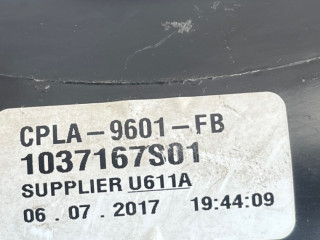 CPLA-9601-FB
1037167S01
SUPPLIER U611A
06.07.2017 19:44:09